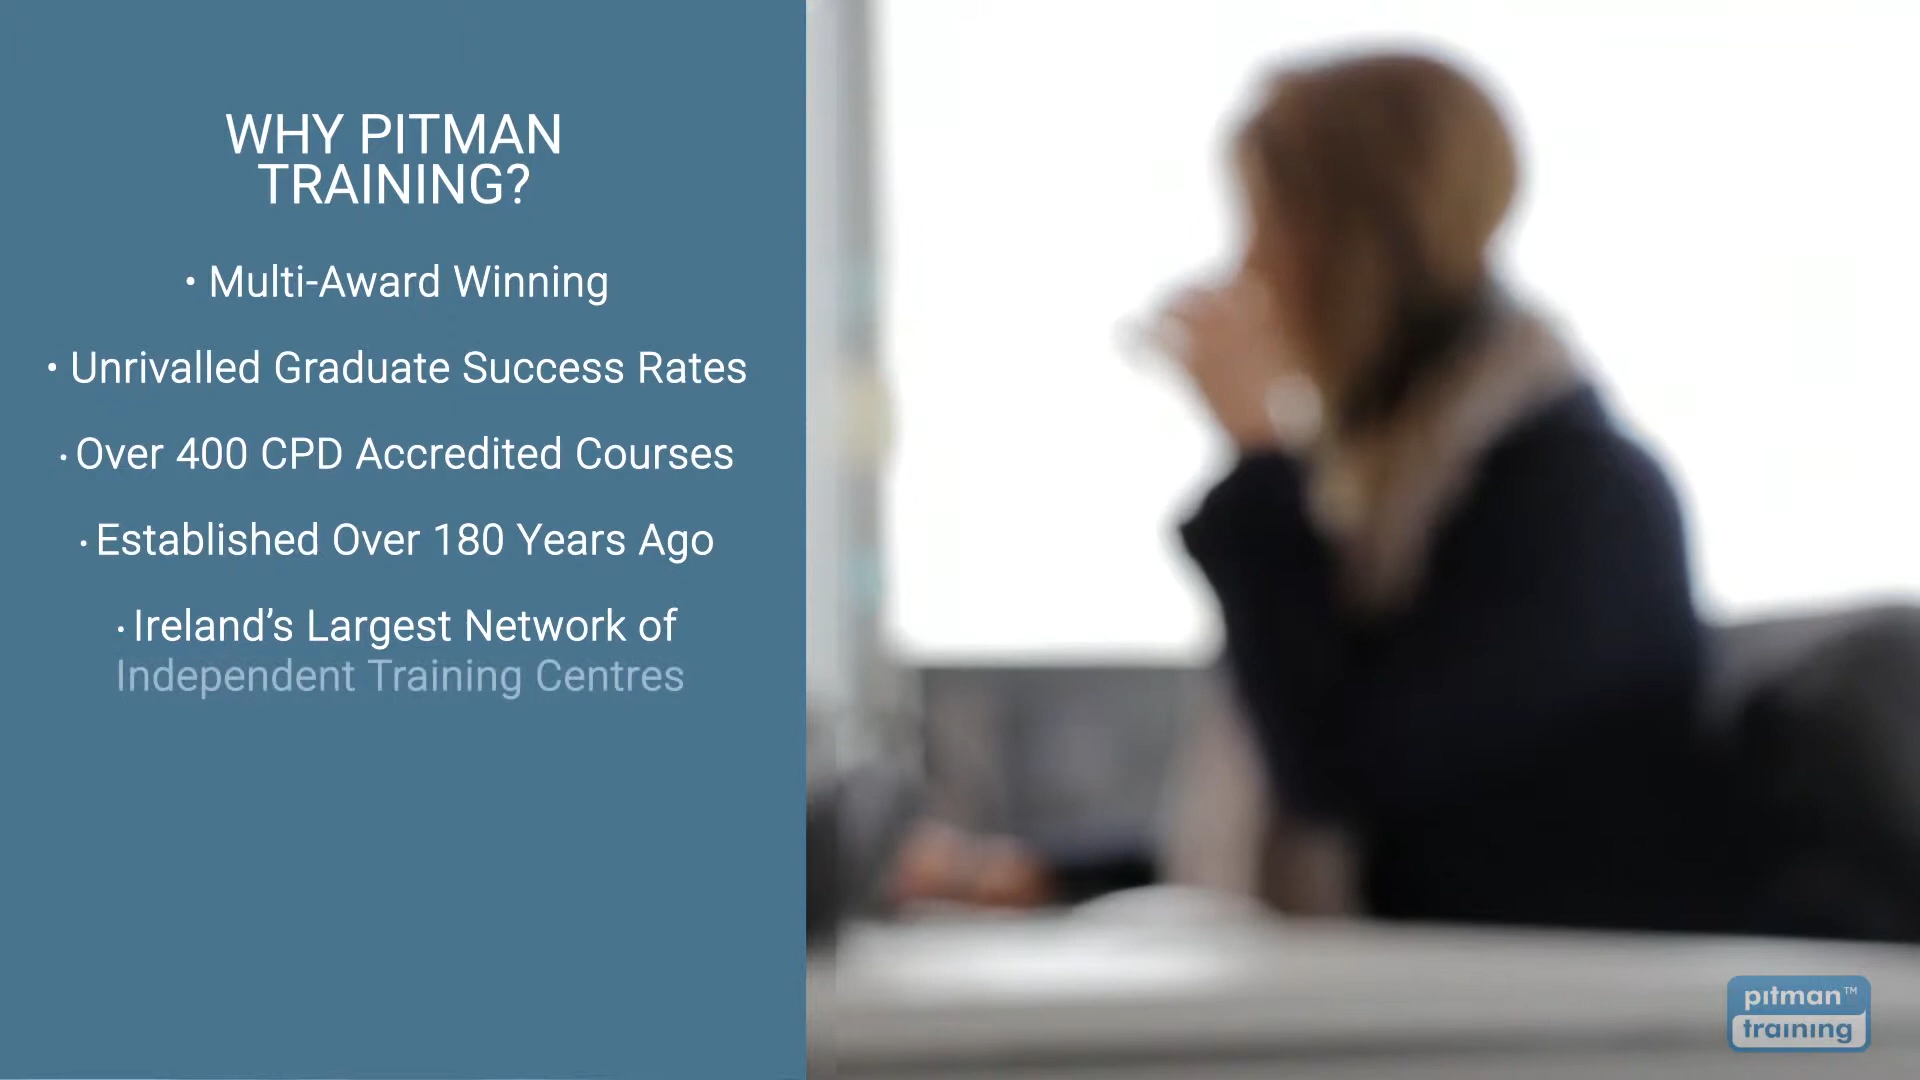 WHY PITMAN
TRAINING?
• Multi-Award Winning
• Unrivalled Graduate Success Rates
• Over 400 CPD Accredited Courses
• Established Over 180 Years Ago
• Ireland’s Largest Network of
Independent Training Centres
pitman™
training